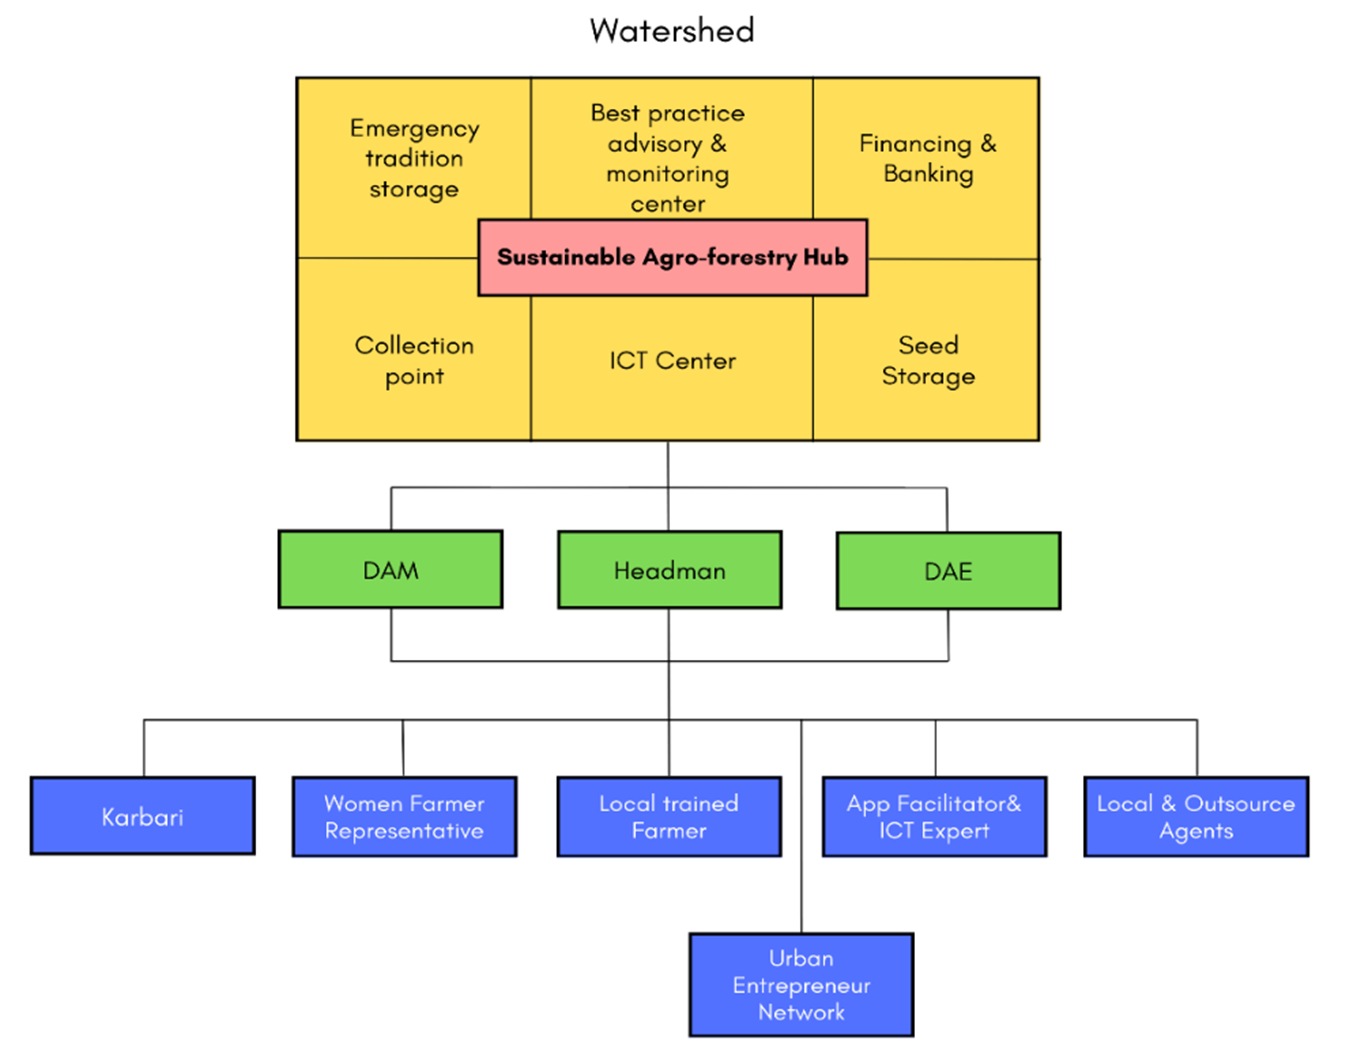 Watershed
Emergency
tradition
storage
Best practice
advisory &
monitoring
center
Financing &
Banking
Sustainable Agro-forestry Hub
Collection
point
ICT Center
Seed
Storage
DAM
Headman
DAE
Karbari
Women Farmer
Representative
Local trained
Farmer
App Facilitator&
ICT Expert
Local & Outsource
Agents
Urban
Entrepreneur
Network